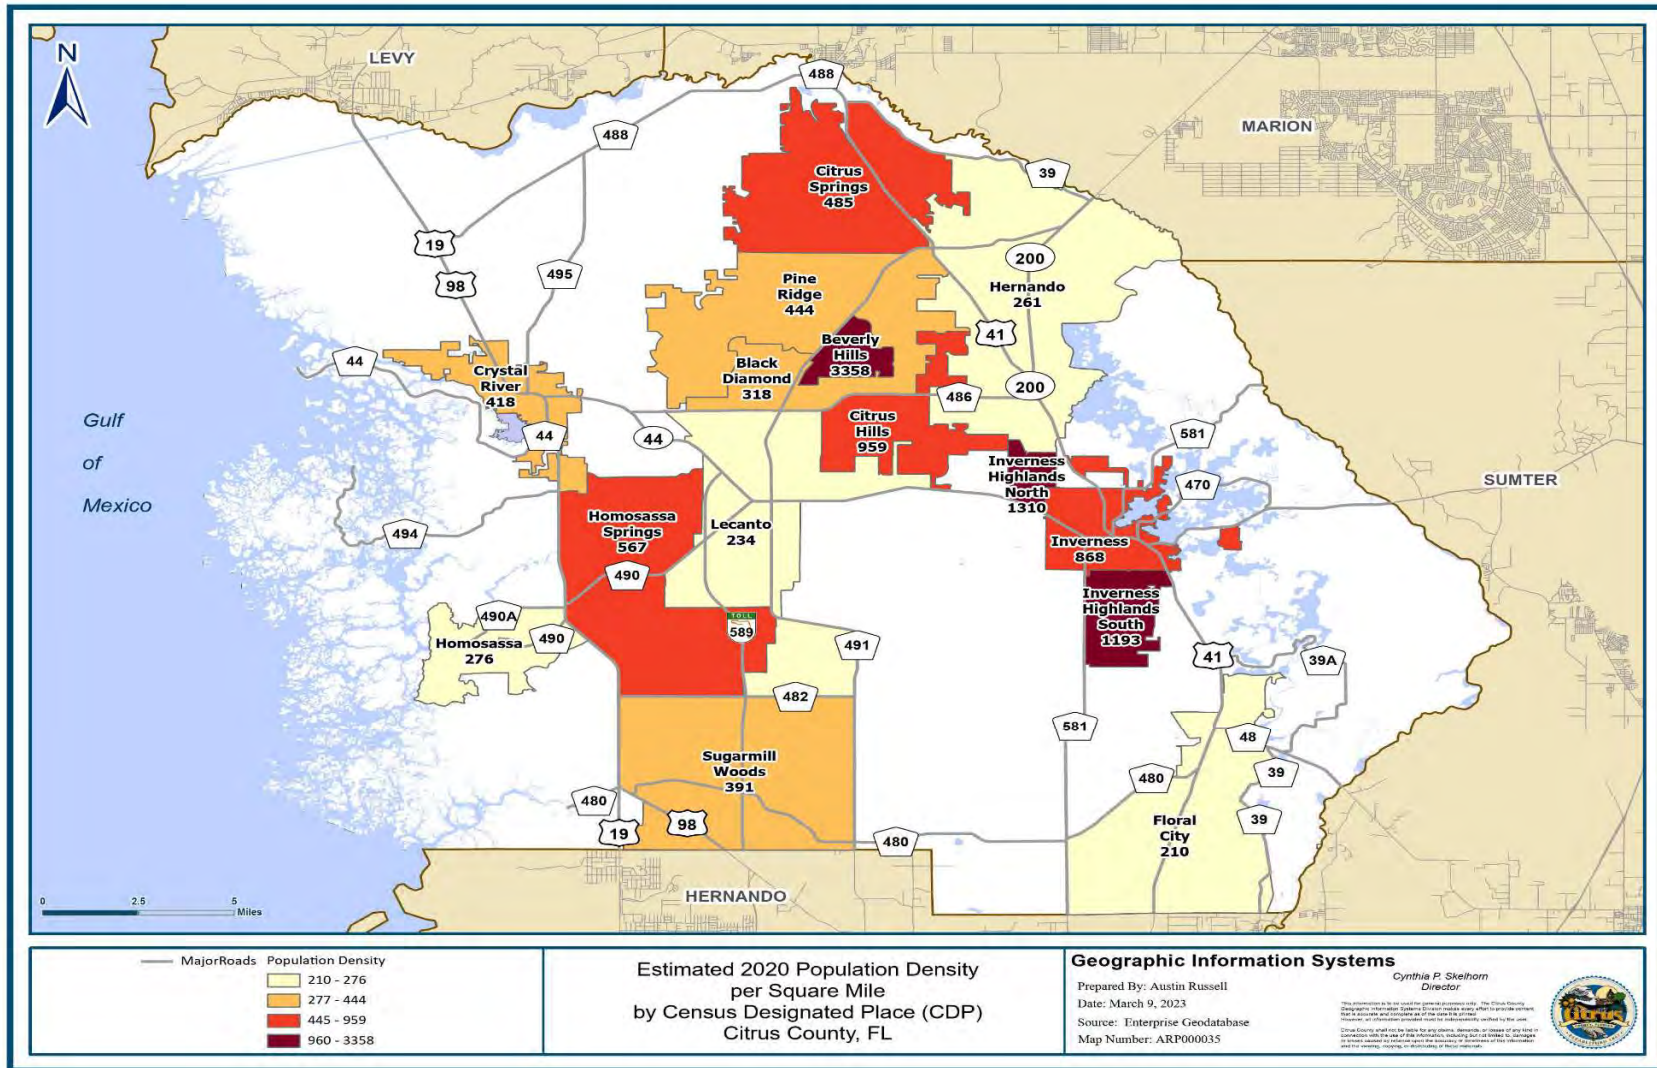 N
LEVY
488
MARION
488
39
Citrus
Springs
485
19
98
495
200
Pine
Ridge
444
Hernando
261
41
Beverly
Hills
3358
44
Crystal
River
418
Black
Diamond
318
200
486
Gulf
of
Mexico
44
44
Citrus
Hills
959
581
Inverness
Highlands
North
1310
470
SUMTER
494
Homosassa
Springs
567
Lecanto
234
Inverness
868
490
490A
490
Homosassa
276
TOLL
589
491
Inverness
Highlands
South
1193
41
39A
482
581
48
Sugarmill
Woods
391
480
39
480
19
98
480
Floral
City
210
39
HERNANDO
0 2.5 5
Miles
MajorRoads
Population Density
210 - 276
277 - 444
445 - 959
960 - 3358
Estimated 2020 Population Density
per Square Mile
by Census Designated Place (CDP)
Citrus County, FL
Geographic Information Systems
Cynthia P. Skelhorn
Director
Prepared By: Austin Russell
Date: March 9, 2023
Source: Enterprise Geodatabase
Map Number: ARP000035
Citrus